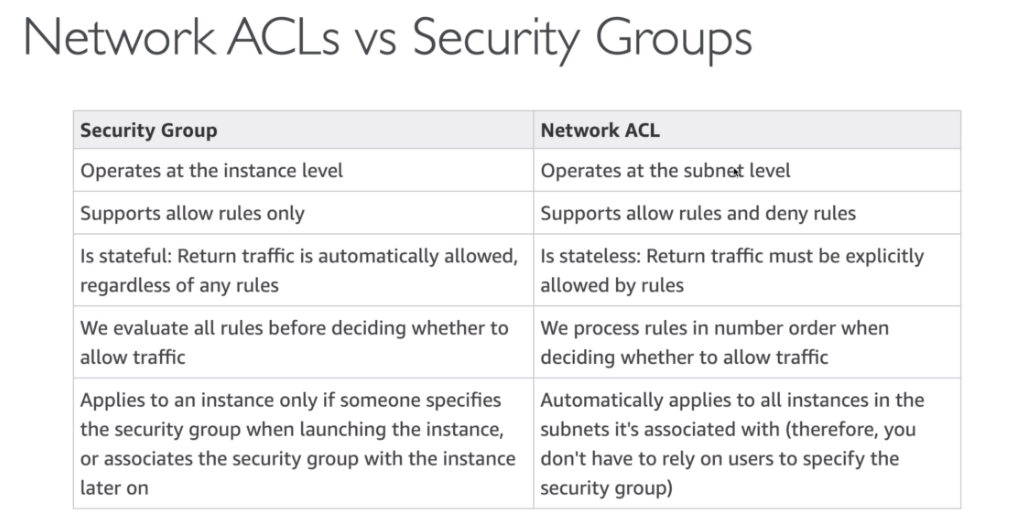 Network ACLs vs Security Groups
Security Group
Network ACL
Operates at the instance level
Operates at the subnet level
Supports allow rules only
Supports allow rules and deny rules
Is stateful: Return traffic is automatically allowed,
regardless of any rules
Is stateless: Return traffic must be explicitly
allowed by rules
We evaluate all rules before deciding whether to
allow traffic
We process rules in number order when
deciding whether to allow traffic
Applies to an instance only if someone specifies
the security group when launching the instance,
or associates the security group with the instance
later on
Automatically applies to all instances in the
subnets it's associated with (therefore, you
don't have to rely on users to specify the
security group)